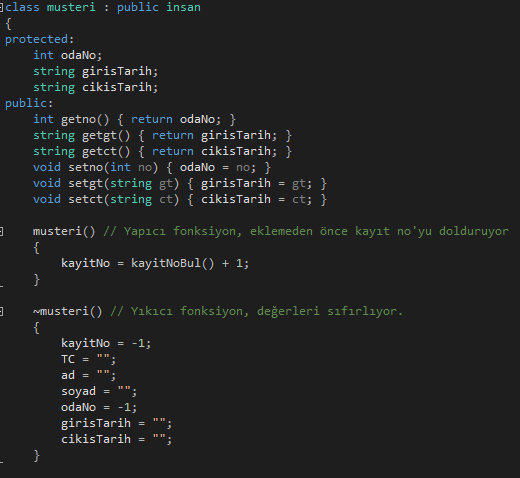 class musteri : public insan
{
protected:
    int odaNo;
    string girisTarih;
    string cikisTarih;
public:
    int getno() { return odaNo; }
    string getgt() { return girisTarih; }
    string getct() { return cikisTarih; }
    void setno(int no) { odaNo = no; }
    void setgt(string gt) { girisTarih = gt; }
    void setct(string ct) { cikisTarih = ct; }
    musteri() // Yapıcı fonksiyon, eklemeden önce kayıt no'yu dolduruyor
    {
        kayitNo = kayitNoBul() + 1;
    }
    ~musteri() // Yıkıcı fonksiyon, değerleri sıfırlıyor.
    {
        kayitNo = -1;
        TC = "";
        ad = "";
        soyad = "";
        odaNo = -1;
        girisTarih = "";
        cikisTarih = "";
    }